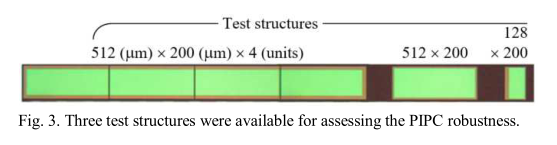 Test structures
128
512 (μm) × 200 (μm) × 4 (units)
512 × 200
× 200
Fig. 3. Three test structures were available for assessing the PIPC robustness.